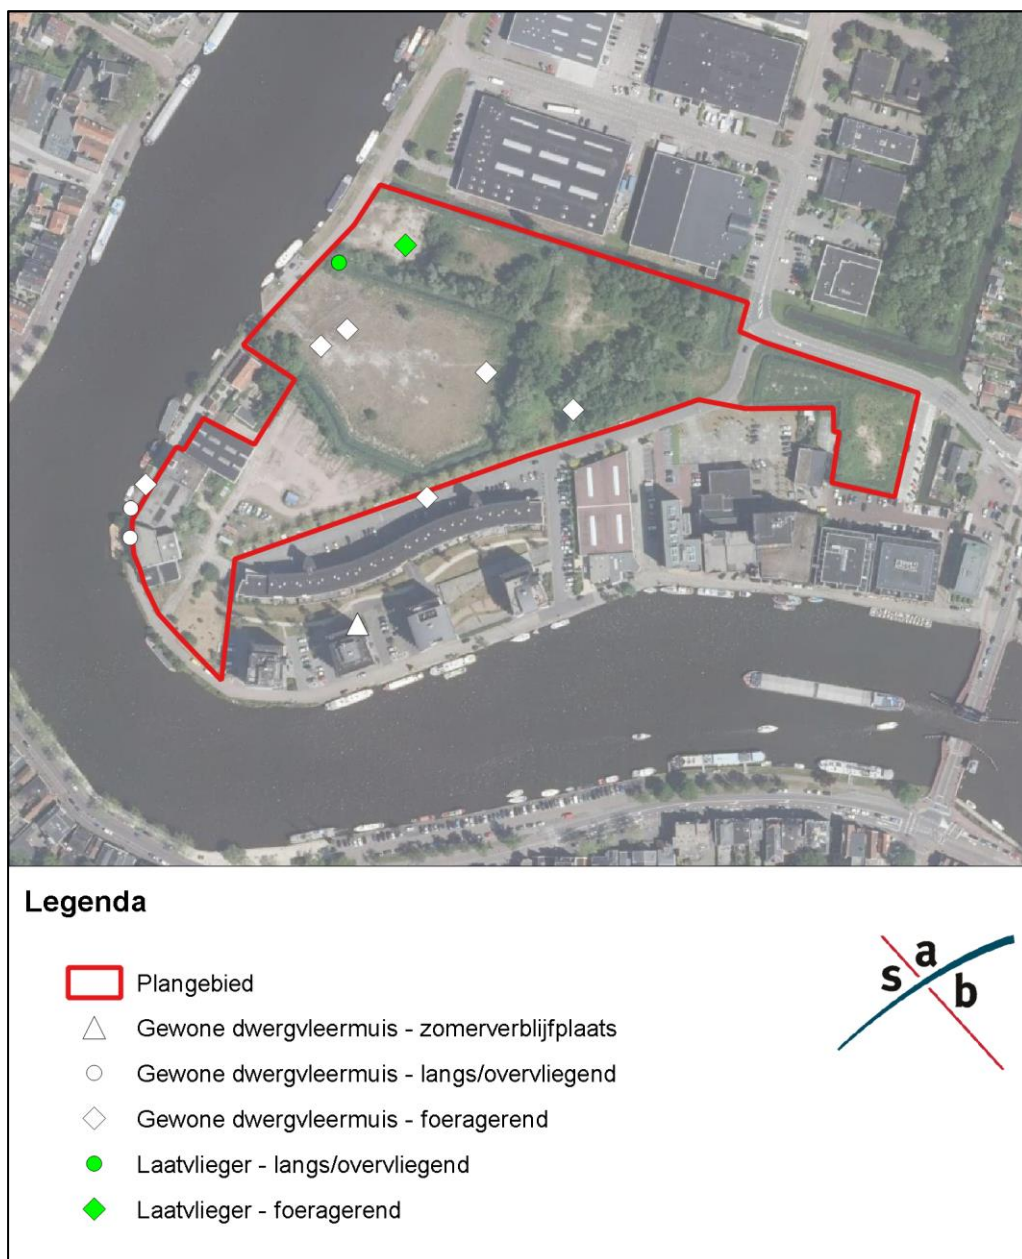 Legenda
Plangebied
Gewone dwergvleermuis - zomerverblijfplaats
Gewone dwergvleermuis - langs/overvliegend
Gewone dwergvleermuis - foeragerend
Laatvlieger - langs/overvliegend
Laatvlieger - foeragerend
s a b